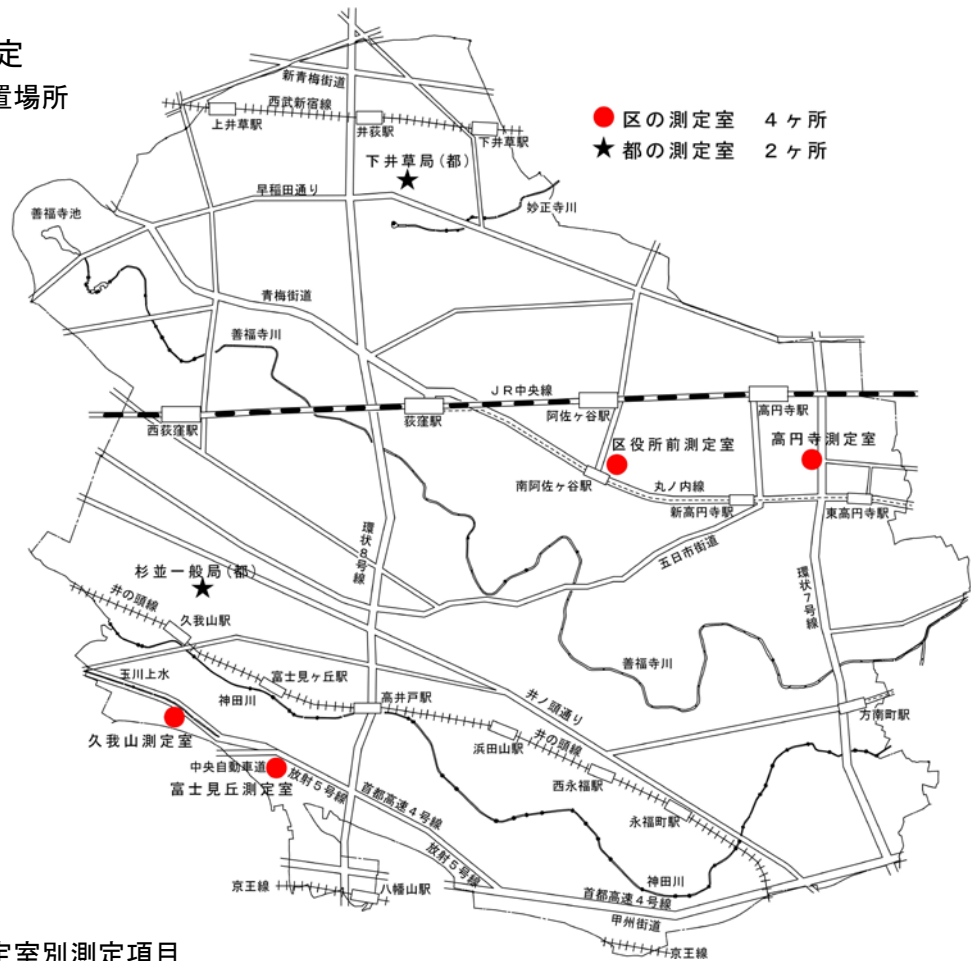 定
置場所
新青梅街道
西武新宿線
上井草駅
井荻駅
下井草駅
区の測定室 4ヶ所
都の測定室 2ヶ所
下井草局(都)
早稲田通り
妙正寺川
善福寺池
青梅街道
善福寺川
JR中央線
西荻窪駅
荻窪駅
阿佐ヶ谷駅
高円寺駅
区役所前測定室
高円寺測定室
南阿佐ヶ谷駅
丸ノ内線
新高円寺駅
東高円寺駅
環状8号線
五日市街道
環状7号線
杉並一般局(都)
井の頭線
久我山駅
善福寺川
玉川上水
神田川
富士見ヶ丘駅
高井戸駅
井ノ頭通り
方南町駅
久我山測定室
浜田山駅
井の頭線
中央自動車道
放射5号線
富士見丘測定室
首都高速4号線
西永福駅
永福町駅
放射5号線
神田川
京王線
八幡山駅
首都高速4号線
甲州街道
京王線
定室別測定項目